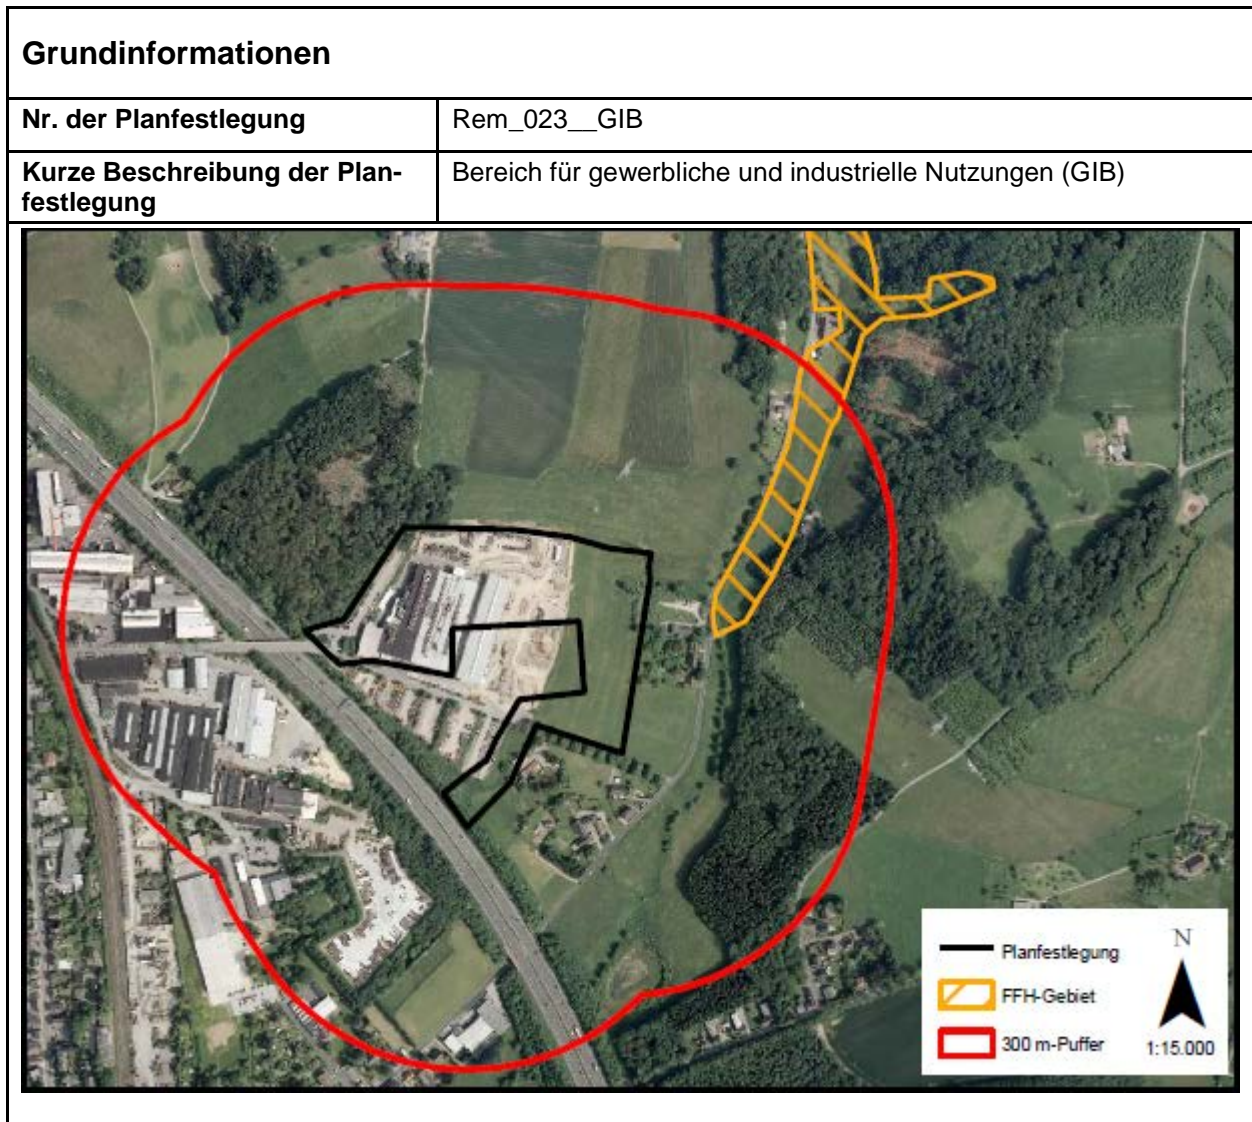 Grundinformationen
Nr. der Planfestlegung
Rem_023__GIB
Kurze Beschreibung der Plan-
festlegung
Bereich für gewerbliche und industrielle Nutzungen (GIB)
Planfestlegung
FFH-Gebiet
300 m-Puffer
N
1:15.000